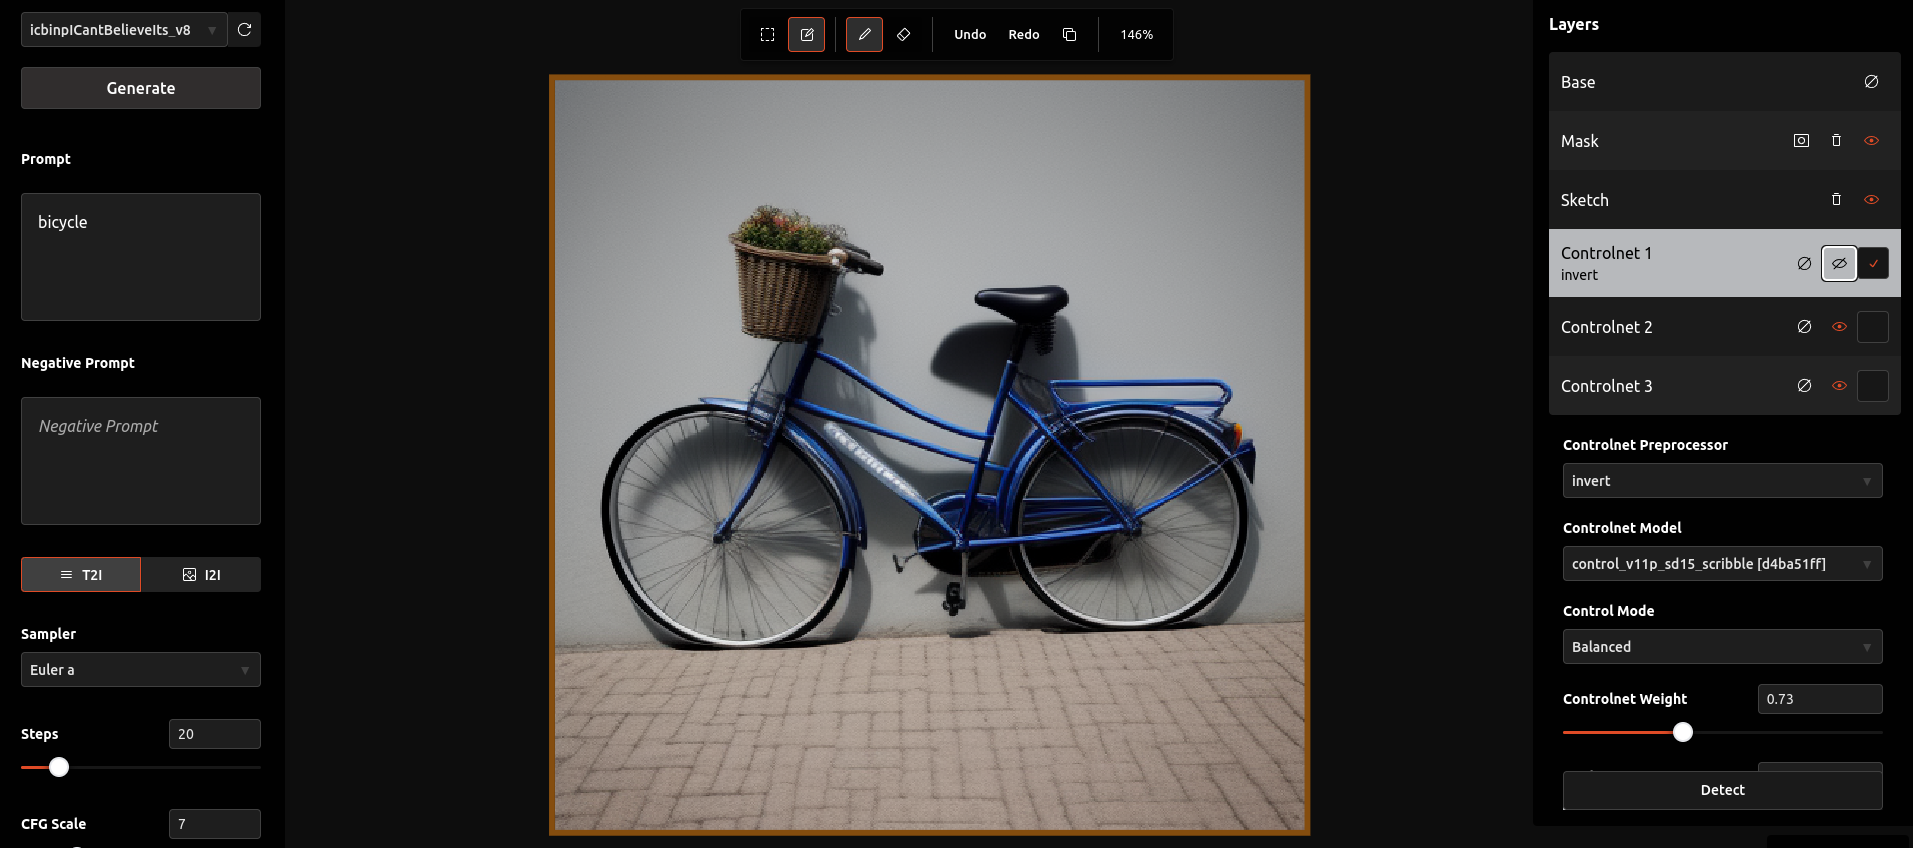 icbinpICantBelieveIts_v8
Generate
Prompt
bicycle
Negative Prompt
Negative Prompt
T2I
I2I
Sampler
Euler a
Steps
20
CFG Scale
7
Undo
Redo
146%
Layers
Base
Mask
Sketch
Controlnet 1
invert
Controlnet 2
Controlnet 3
Controlnet Preprocessor
invert
Controlnet Model
control_v11p_sd15_scribble [d4ba51ff]
Control Mode
Balanced
Controlnet Weight
0.73
Detect